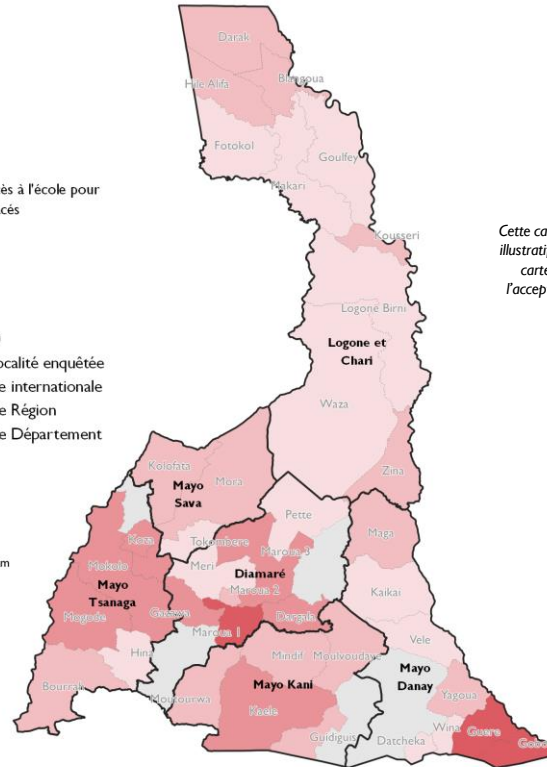 Daraki
Hile Alifa
Blangoua
Fotokol
Goulfey
Makari
ès à l'école pour
cés
Kousseri
Cette ca
illustrati
carte
l'accep
Logone Birni
ocalité enquêtée
e internationale
e Région
e Département
Logone et
Chari
Waza
Zina
Kolofata
Mora
Mayo
Sava
Pette
Maga
Koza
Tokombere
Maroua 3
m
Mokolo
Meri
Diamaré
Mayo
Tsanaga
Maroua 2
Kaikai
Mogode
Gazawa
Dargala
Maroua 1
Vele
Hina
Mindif
Moulvoudaye
Mayo
Danay
Bourrah
Mayo Kani
Yagoua
Moutourwa
Kaele
Wina
Guere
Guidiguis
Datcheka
Gobo